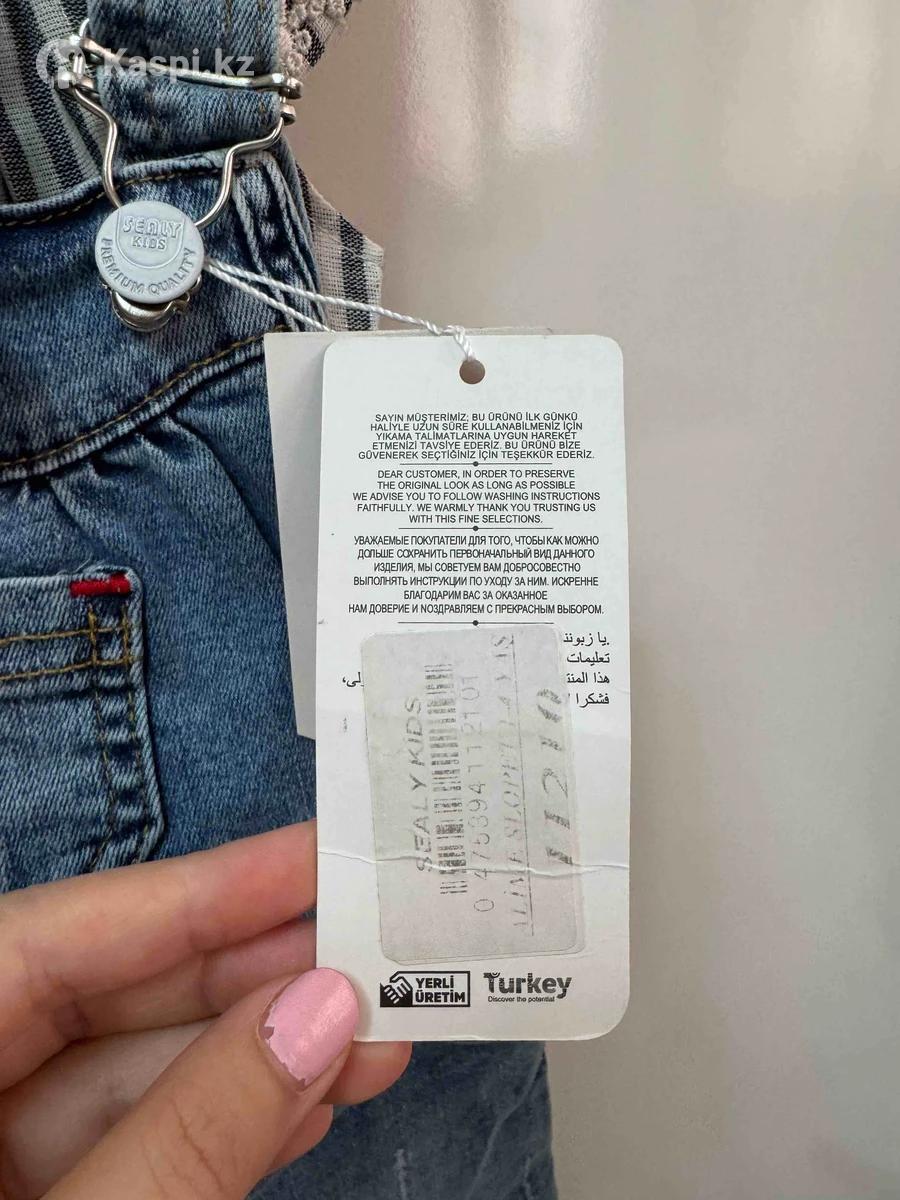 Kaspi.kz
SEALY
KIDS
PREMIUM QUALITY
SAYIN MÜŞTERİMİZ; BU ÜRÜNÜ İLK GÜNKÜ
HALİYLE UZUN SÜRE KULLANABİLMENİZ İÇİN
YIKAMA TALİMATLARINA UYGUN HAREKET
ETMENİZİ TAVSİYE EDERİZ. BU ÜRÜNÜ BİZE
GÜVENEREK SEÇTİĞİNİZ İÇİN TEŞEKKÜR EDERİZ.
DEAR CUSTOMER, IN ORDER TO PRESERVE
THE ORIGINAL LOOK AS LONG AS POSSIBLE
WE ADVISE YOU TO FOLLOW WASHING INSTRUCTIONS
FAITHFULLY. WE WARMLY THANK YOU TRUSTING US
WITH THIS FINE SELECTIONS.
УВАЖАЕМЫЕ ПОКУПАТЕЛИ ДЛЯ ТОГО, ЧТОБЫ КАК МОЖНО
ДОЛЬШЕ СОХРАНИТЬ ПЕРВОНАЧАЛЬНЫЙ ВИД ДАННОГО
ИЗДЕЛИЯ, МЫ СОВЕТУЕМ ВАМ ДОБРОСОВЕСТНО
ВЫПОЛНЯТЬ ИНСТРУКЦИИ ПО УХОДУ ЗА НИМ. ИСКРЕННЕ
БЛАГОДАРИМ ВАС ЗА ОКАЗАННОЕ
НАМ ДОВЕРИЕ И NОЗДРАВЛЯЕМ С ПРЕКРАСНЫМ ВЫБОРОМ.
تعليمات
فشكرا
SEALY KIDS
11210
YERLİ
ÜRETİM
Turkey
Discover the potential